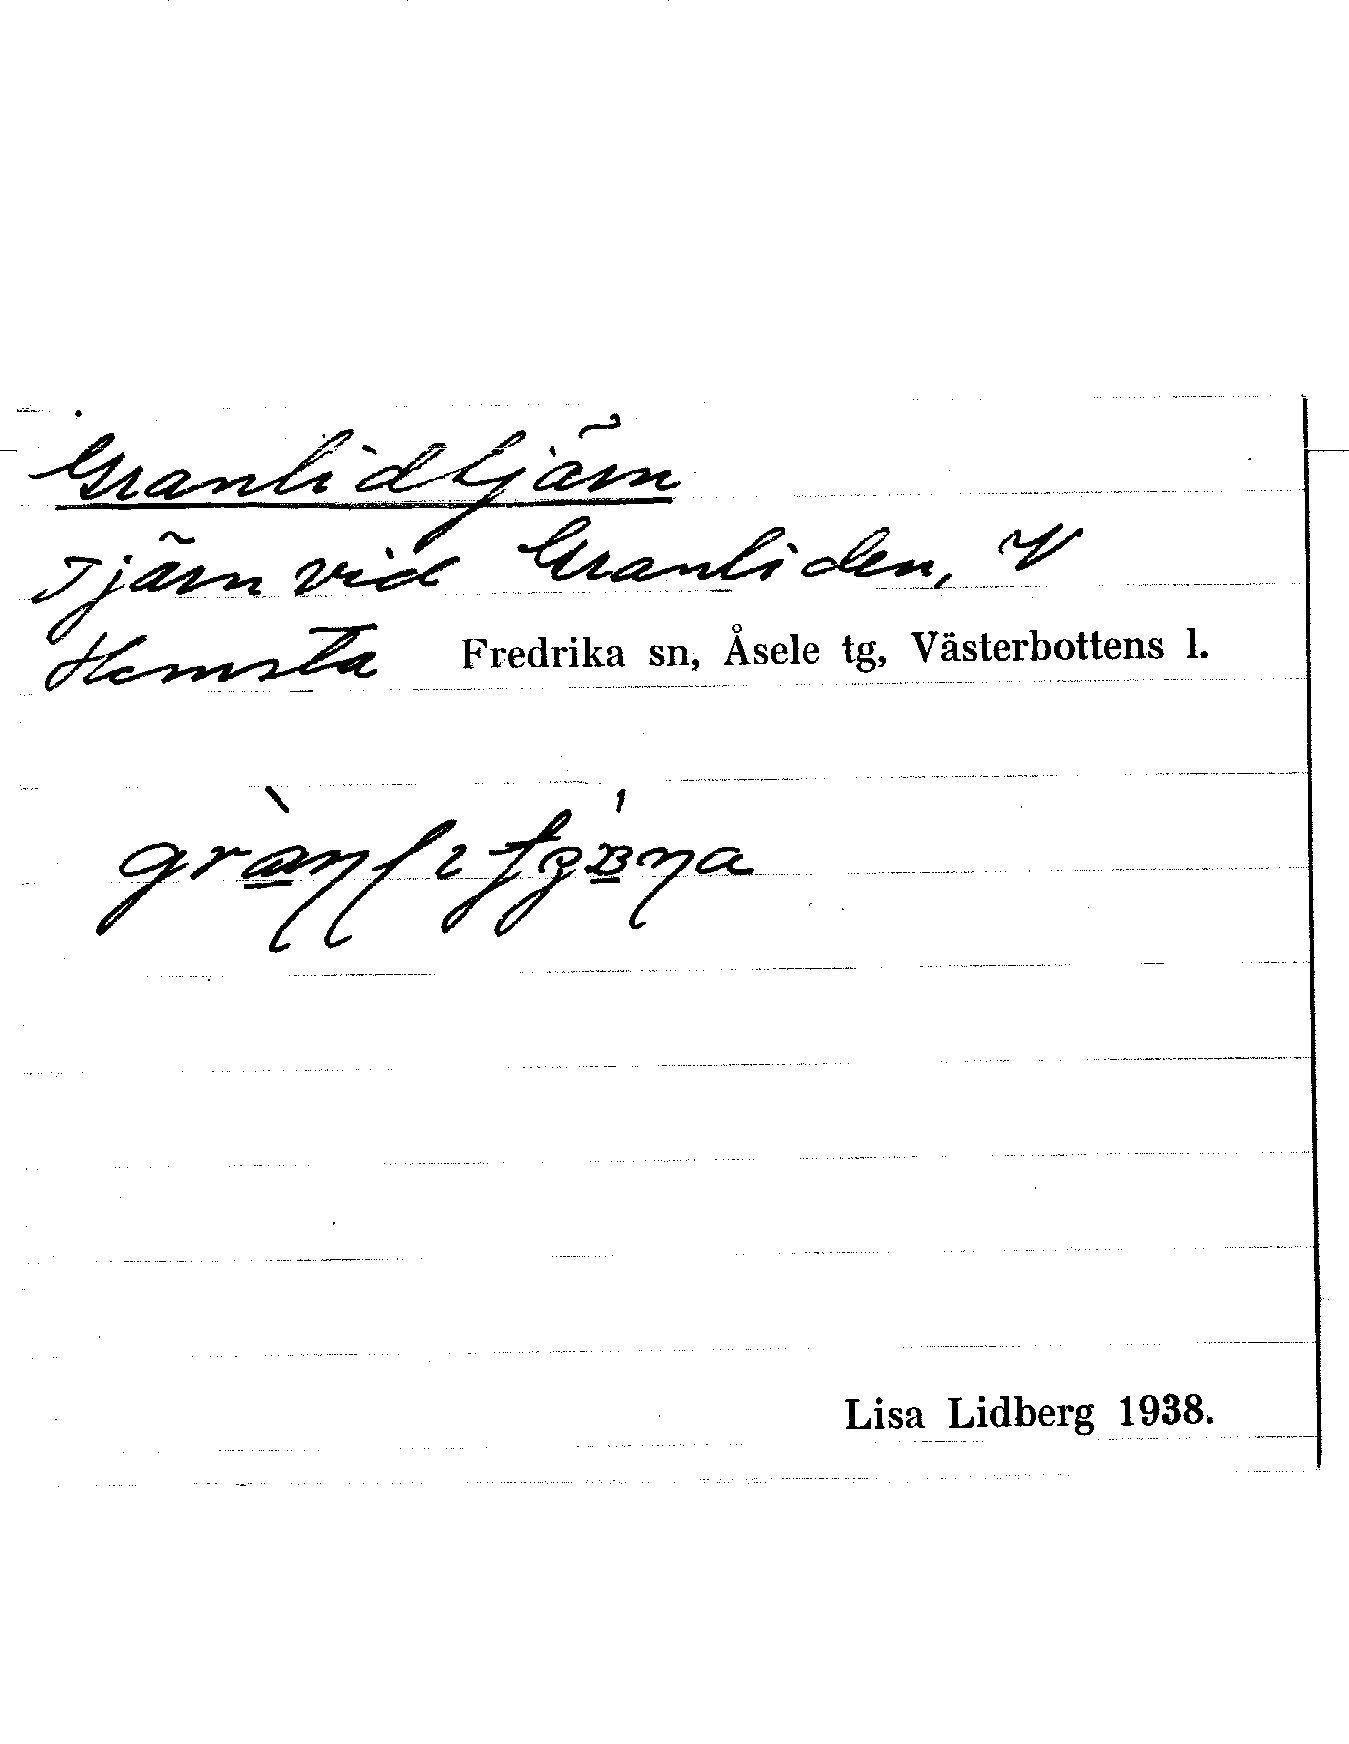 Granlidtjärn
Tjärn vid Granliden, V
Hemsta Fredrika sn, Åsele tg, Västerbottens l.
Lisa Lidberg 1938.